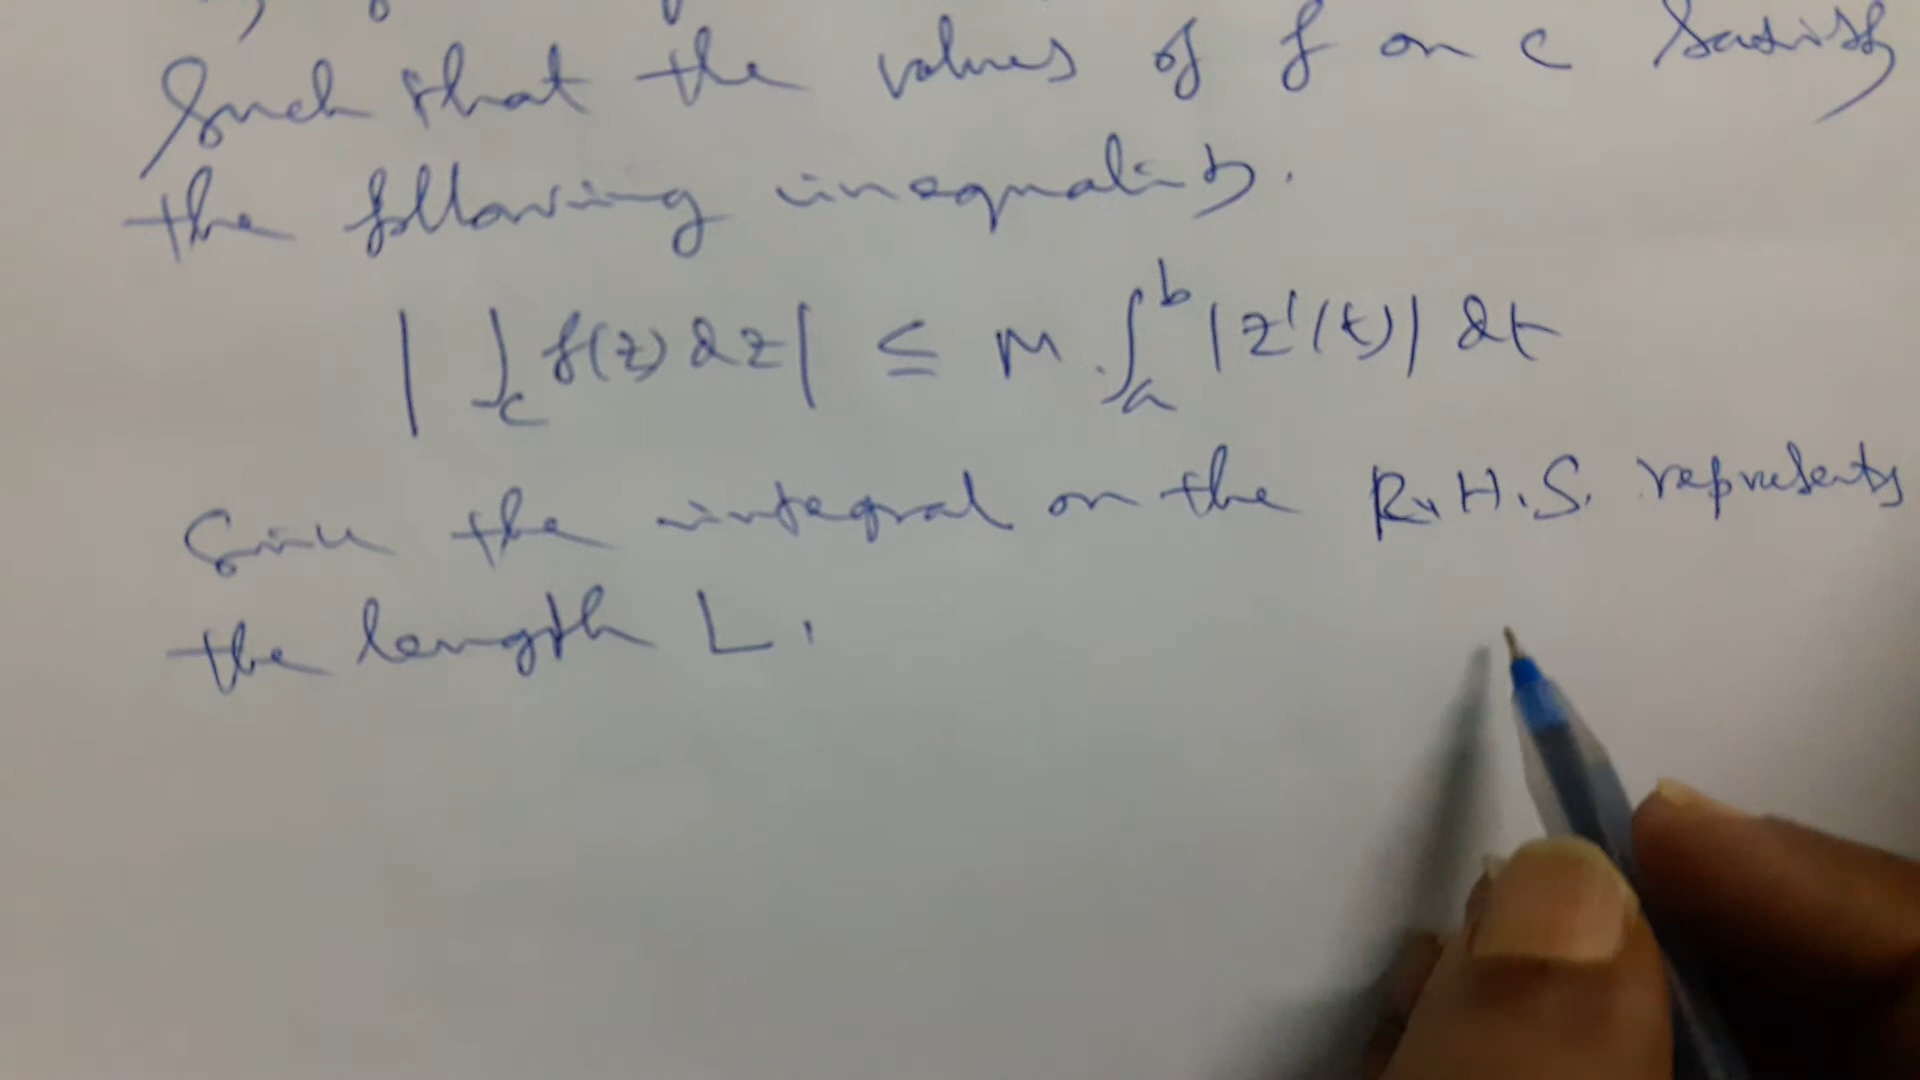 such that the values of f on c satisfy
the following inequality.
| ∫_c f(z) dz | ≤ M . ∫_a^b |z'(t)| dt
Since the integral on the R.H.S. represents
the length L.